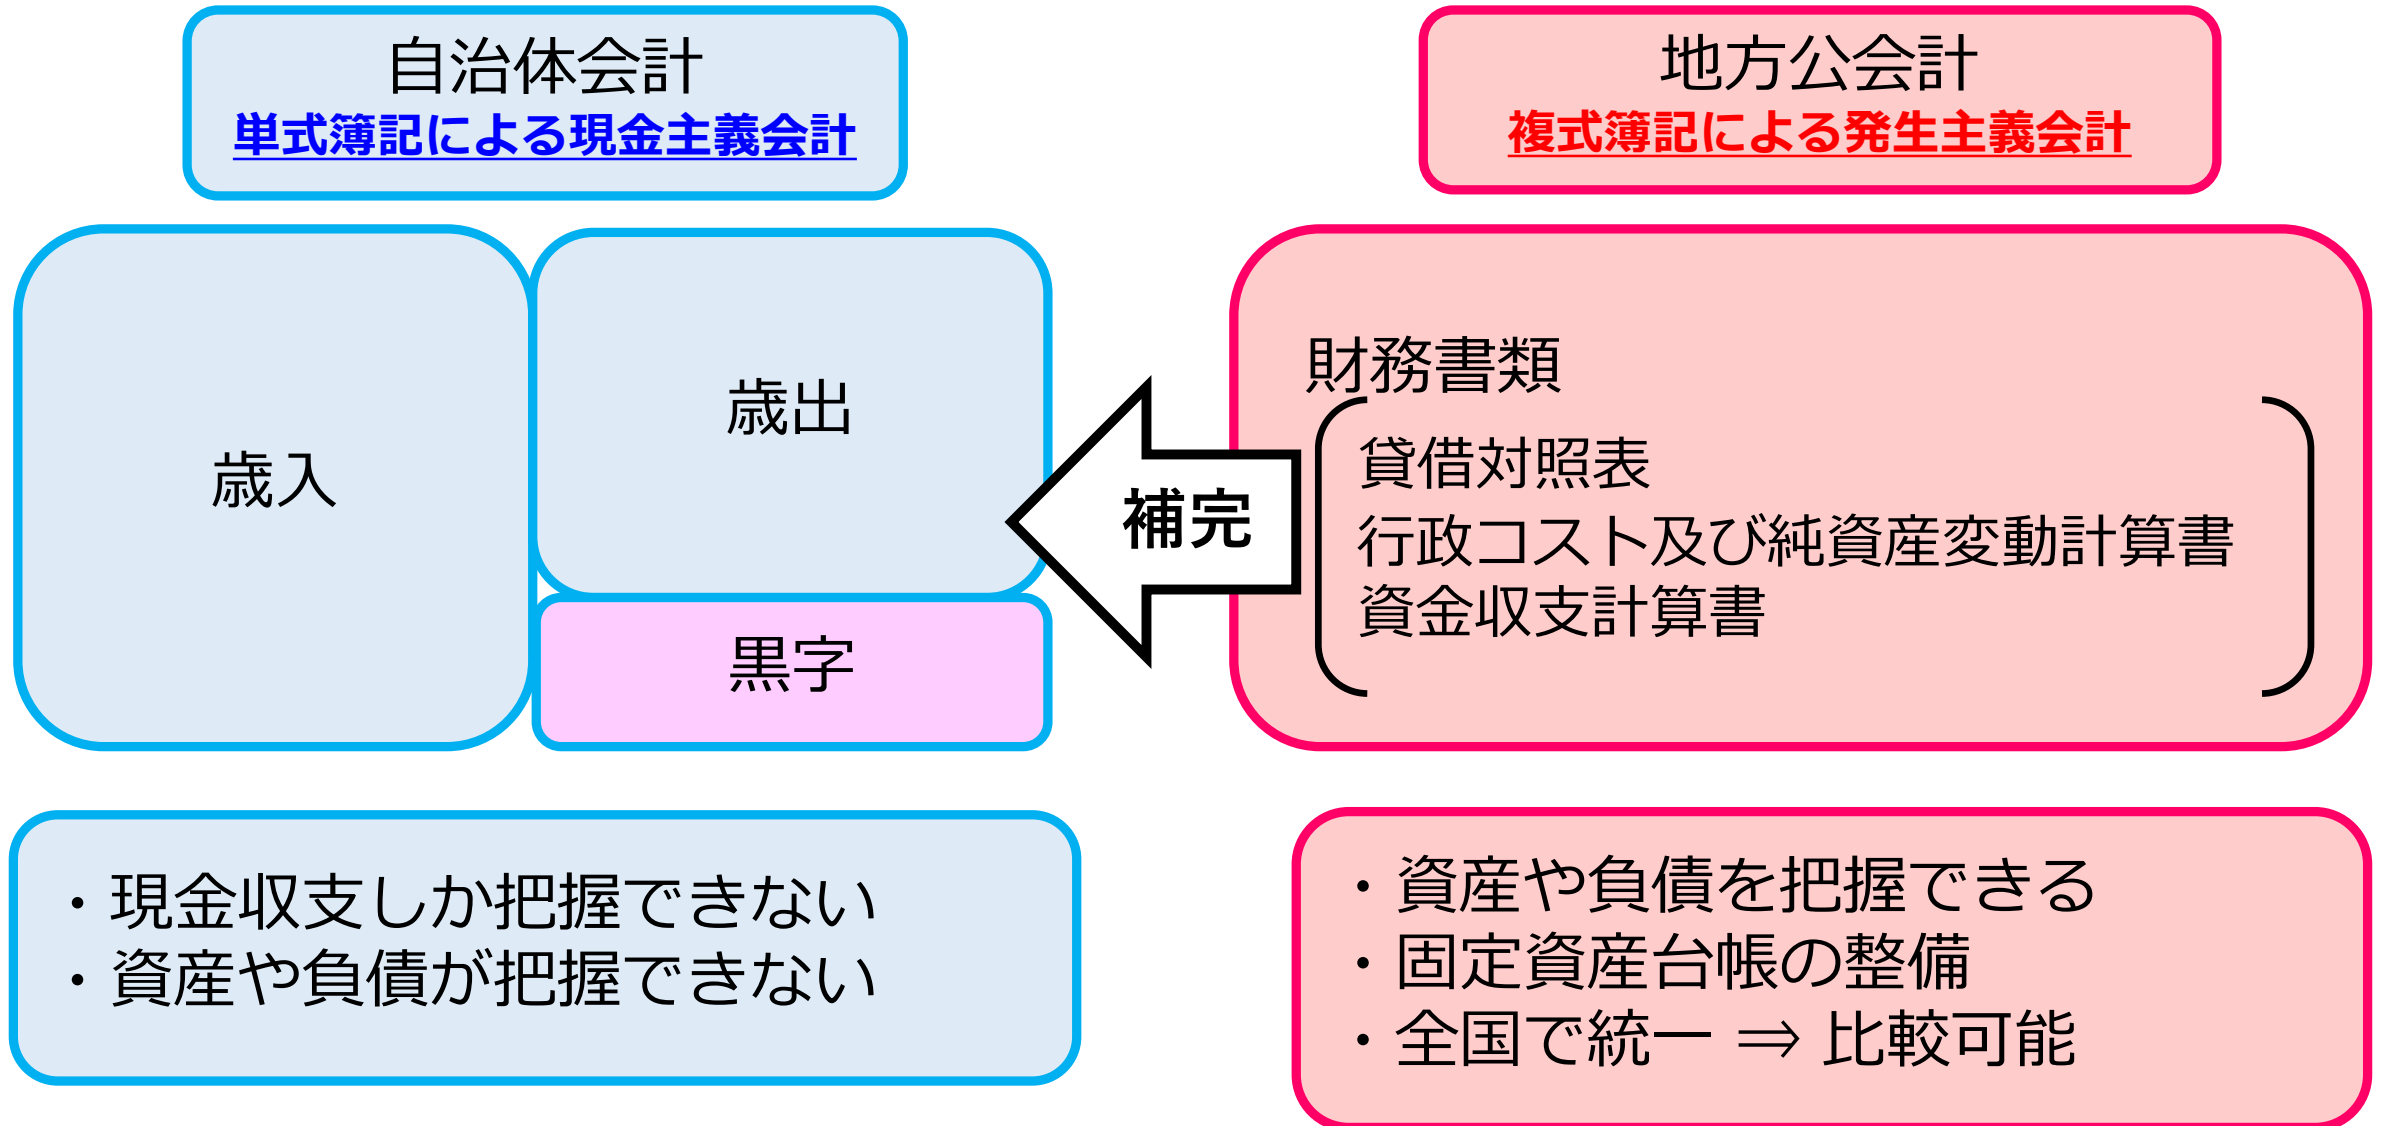 自治体会計
単式簿記による現金主義会計
歳入
歳出
黒字
・現金収支しか把握できない
・資産や負債が把握できない
補完
地方公会計
複式簿記による発生主義会計
財務書類
貸借対照表
行政コスト及び純資産変動計算書
資金収支計算書
・資産や負債を把握できる
・固定資産台帳の整備
・全国で統一 ⇒ 比較可能